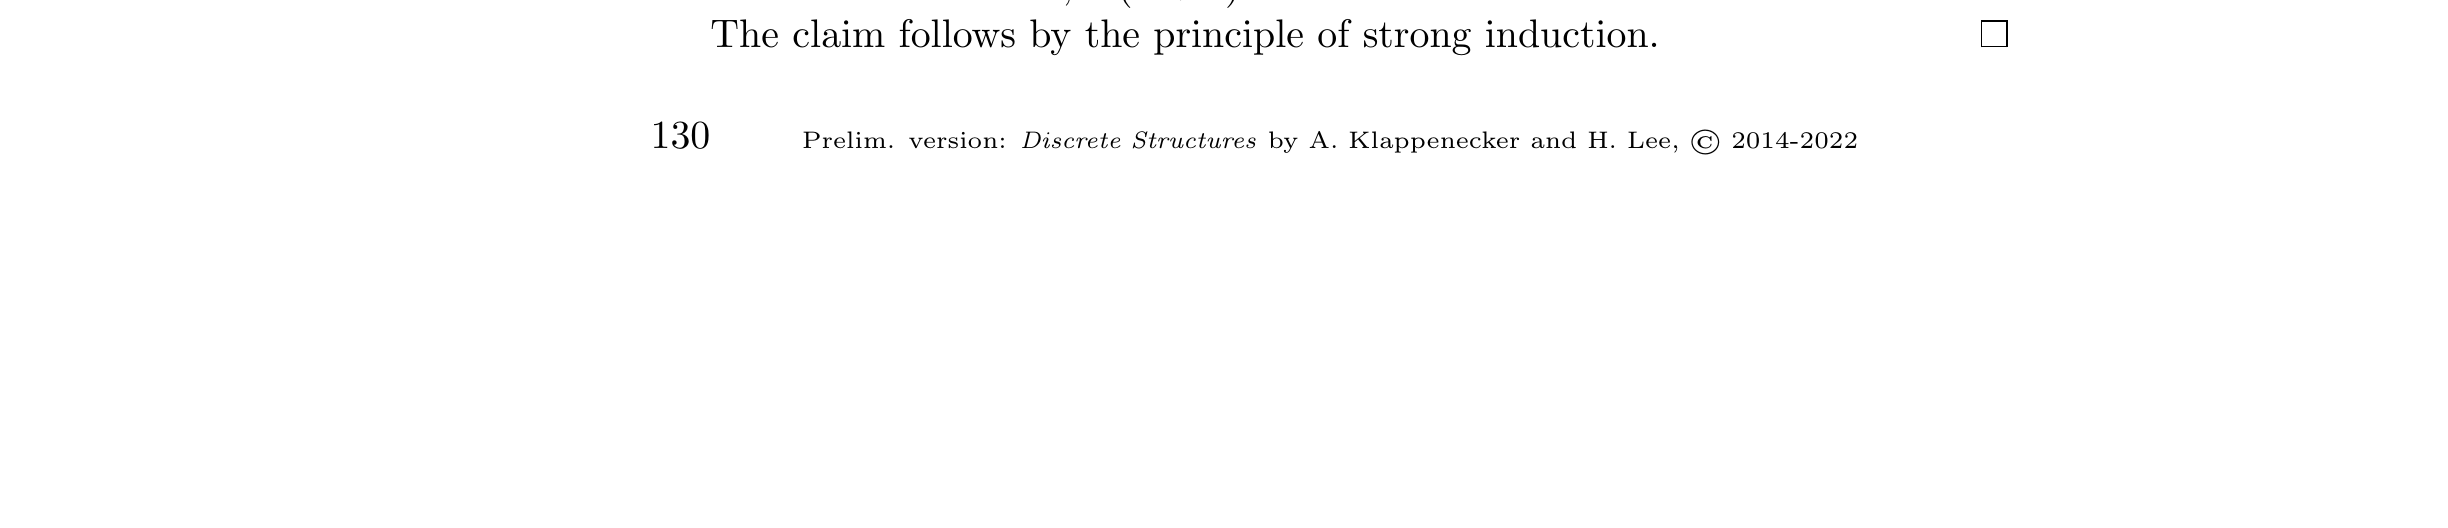 The claim follows by the principle of strong induction. □
130 Prelim. version: Discrete Structures by A. Klappenecker and H. Lee, © 2014-2022